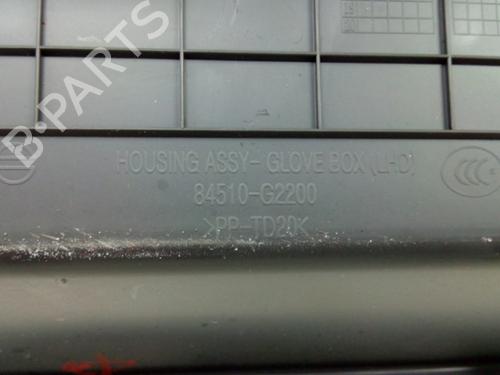 B-PARTS
HOUSING ASSY- GLOVE BOX (LHD)
84510-G2200
>PP-TD20<